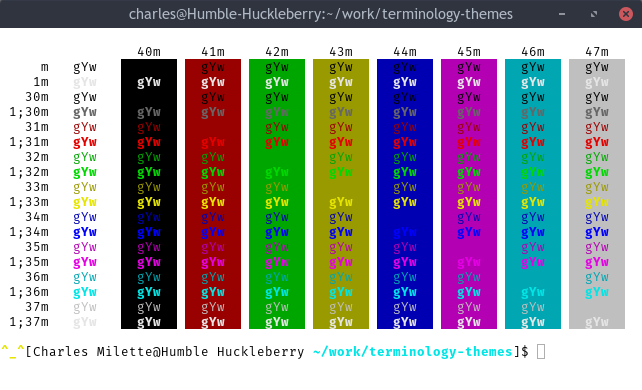 charles@Humble-Huckleberry:~/work/terminology-themes
40m 41m 42m 43m 44m 45m 46m 47m
m gYw gYw gYw gYw gYw gYw gYw gYw
1m gYw gYw gYw gYw gYw gYw gYw gYw gYw
30m gYw gYw gYw gYw gYw gYw gYw gYw
1;30m gYw gYw gYw gYw gYw gYw gYw gYw gYw
31m gYw gYw gYw gYw gYw gYw gYw gYw
1;31m gYw gYw gYw gYw gYw gYw gYw gYw gYw
32m gYw gYw gYw gYw gYw gYw gYw gYw
1;32m gYw gYw gYw gYw gYw gYw gYw gYw gYw
33m gYw gYw gYw gYw gYw gYw gYw gYw
1;33m gYw gYw gYw gYw gYw gYw gYw gYw gYw
34m gYw gYw gYw gYw gYw gYw gYw gYw
1;34m gYw gYw gYw gYw gYw gYw gYw gYw gYw
35m gYw gYw gYw gYw gYw gYw gYw gYw
1;35m gYw gYw gYw gYw gYw gYw gYw gYw gYw
36m gYw gYw gYw gYw gYw gYw gYw gYw
1;36m gYw gYw gYw gYw gYw gYw gYw gYw gYw
37m gYw gYw gYw gYw gYw gYw gYw gYw
1;37m gYw gYw gYw gYw gYw gYw gYw gYw gYw
^_^[Charles Milette@Humble Huckleberry ~/work/terminology-themes]$